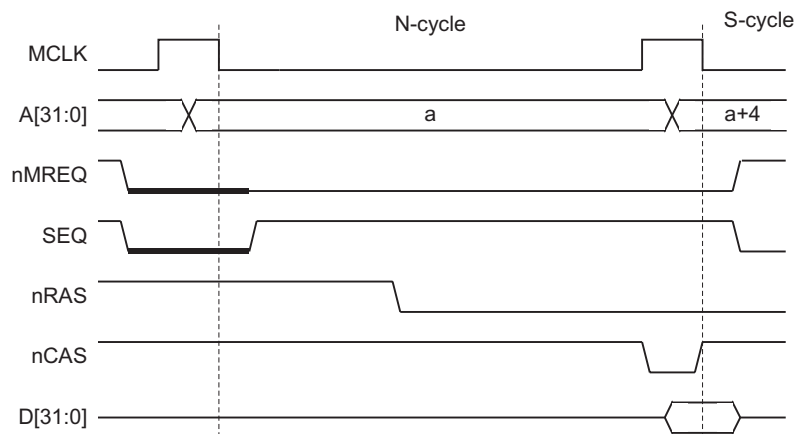 N-cycle S-cycle
MCLK
A[31:0] a a+4
nMREQ
SEQ
nRAS
nCAS
D[31:0]